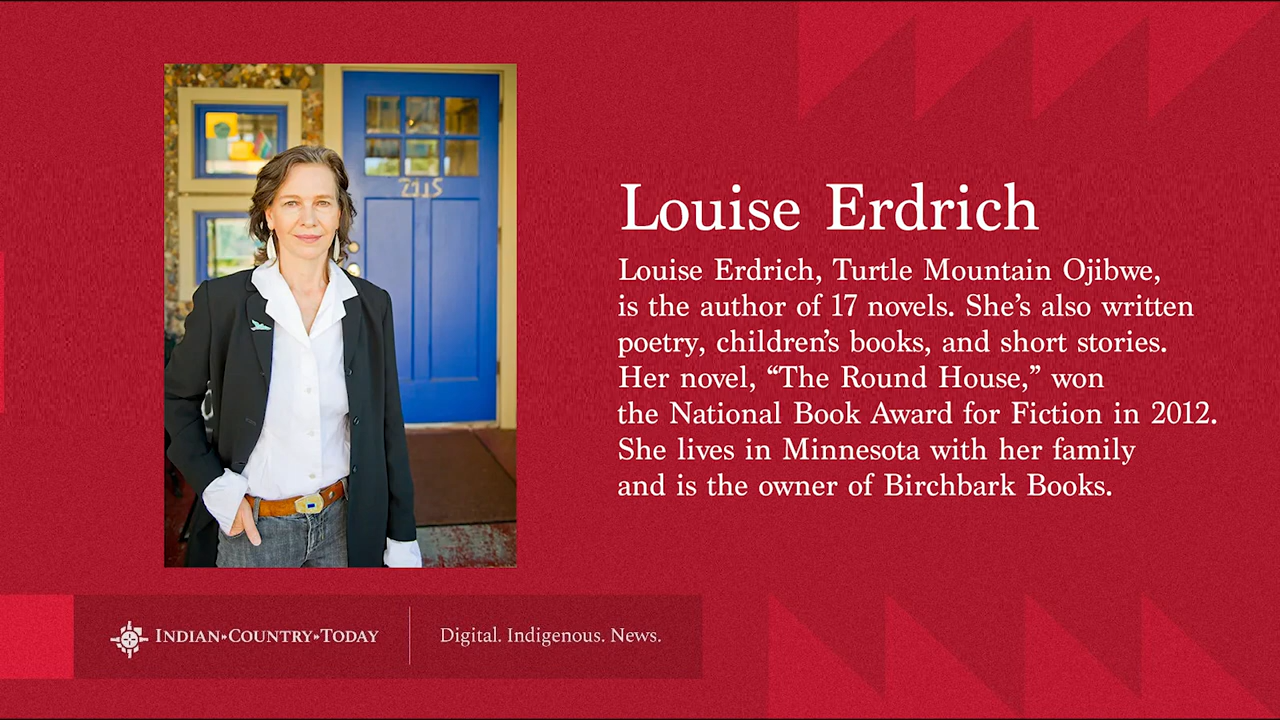 2115
Louise Erdrich
Louise Erdrich, Turtle Mountain Ojibwe,
is the author of 17 novels. She's also written
poetry, children's books, and short stories.
Her novel, “The Round House,” won
the National Book Award for Fiction in 2012.
She lives in Minnesota with her family
and is the owner of Birchbark Books.
INDIAN»COUNTRY»TODAY
Digital. Indigenous. News.